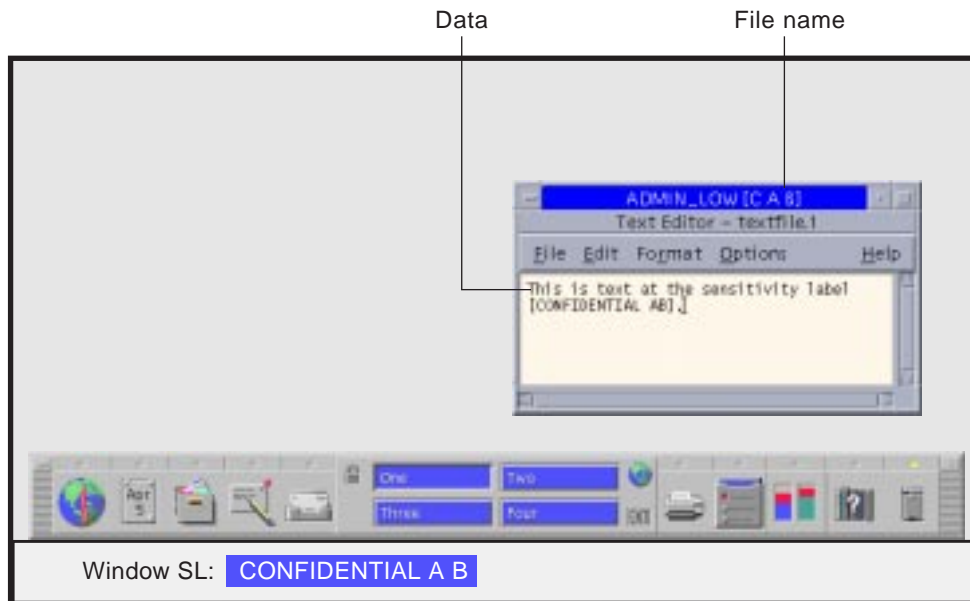 Data File name
ADMIN_LOW [C A B]
Text Editor – textfile.1
File Edit Format Options Help
This is text at the sensitivity label
[CONFIDENTIAL AB].
One Two
Apr
5
Three Four
EXIT
Window SL: CONFIDENTIAL A B